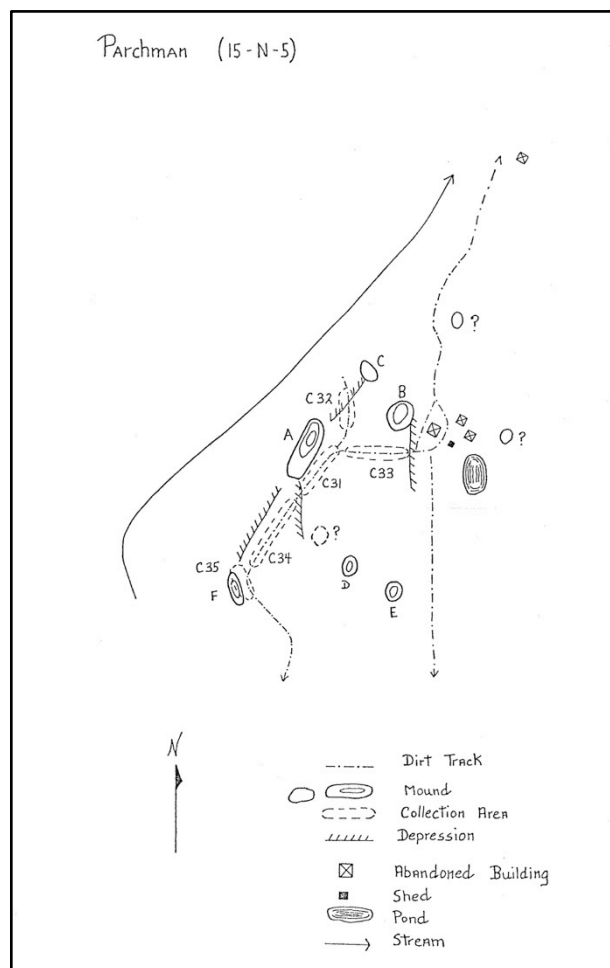 Parchman (15-N-5)
?
C
C32
B
A
?
C31
C33
?
C35
C34
D
F
E
N
Dirt Track
Mound
Collection Area
Depression
Abandoned Building
Shed
Pond
Stream